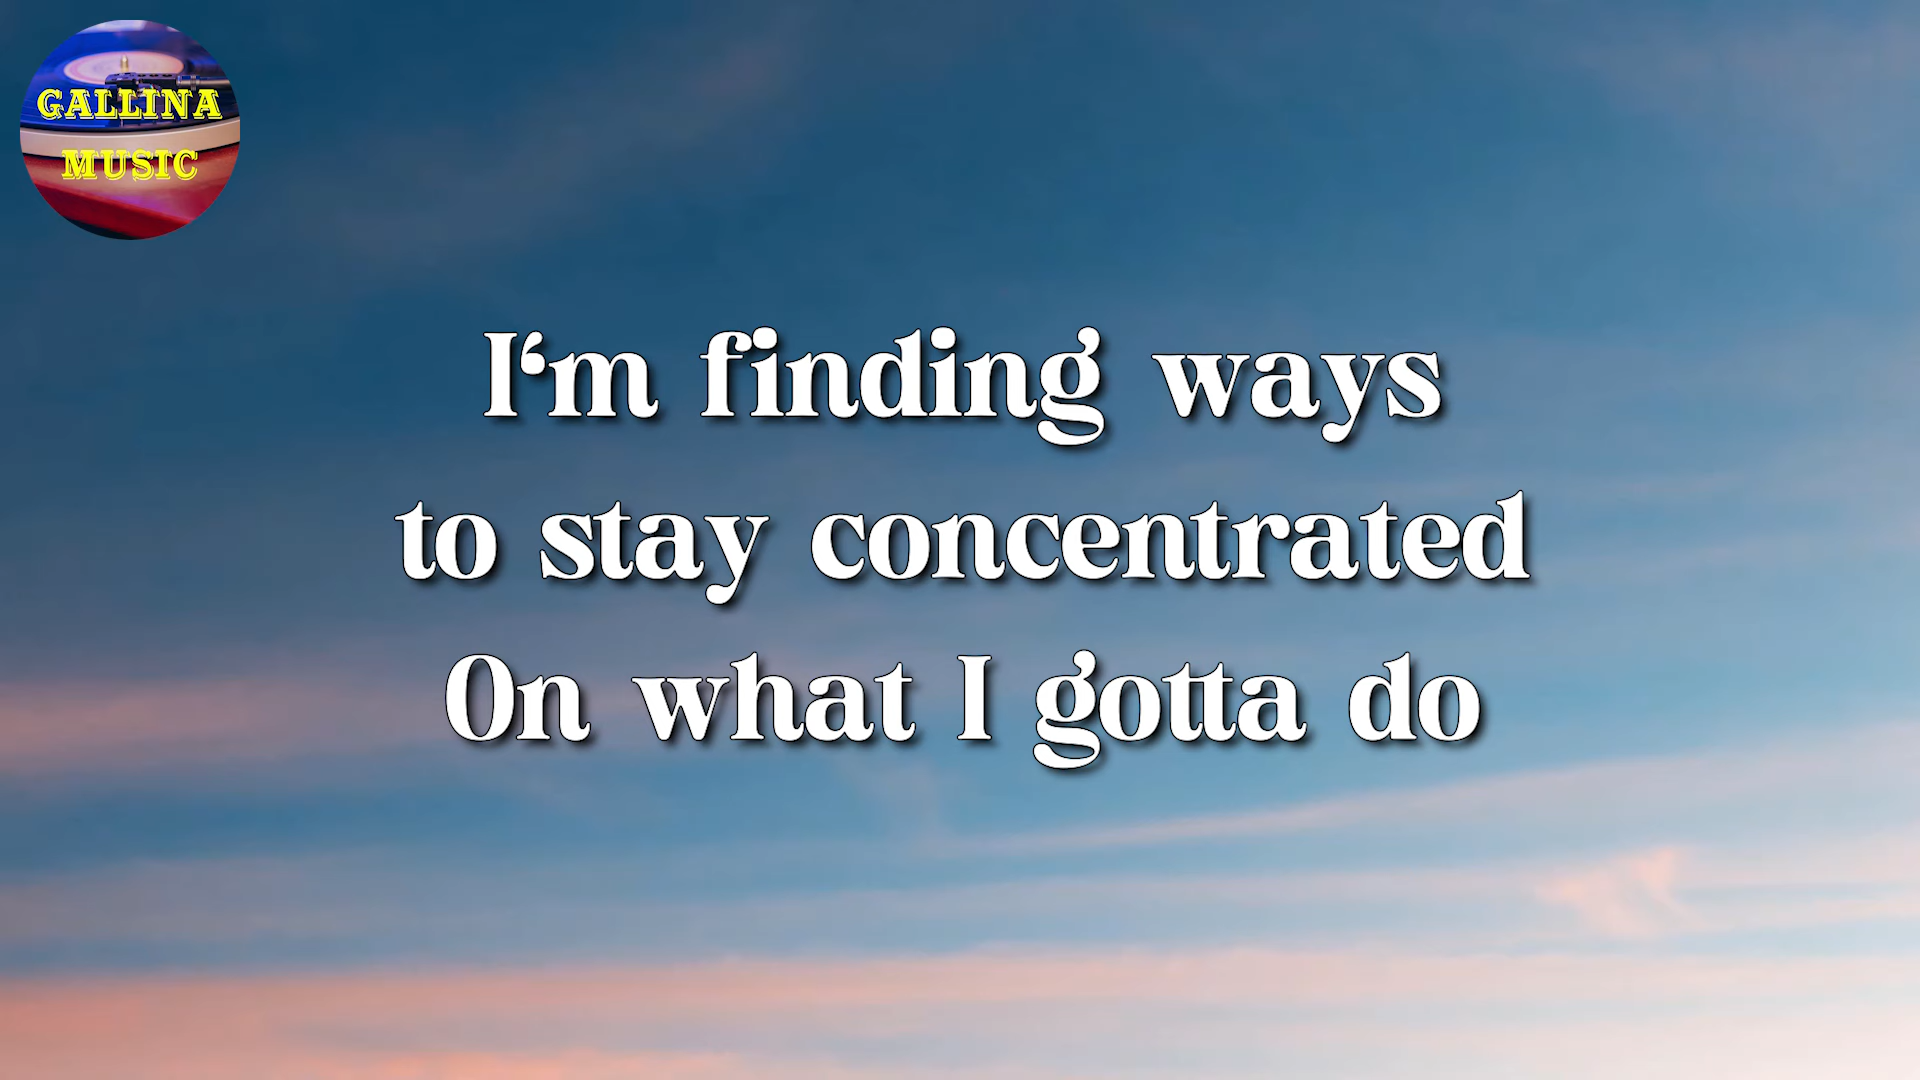 GALLINA
MUSIC
I‘m finding ways
to stay concentrated
On what I gotta do